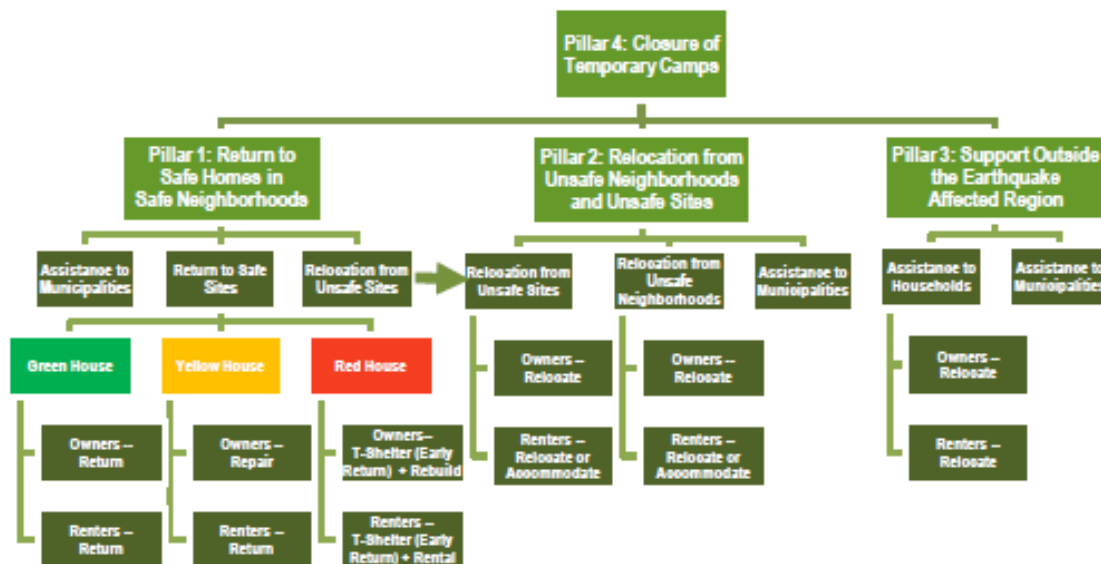 Pillar 4: Closure of
Temporary Camps
Pillar 1: Return to
Safe Homes in
Safe Neighborhoods
Pillar 2: Relocation from
Unsafe Neighborhoods
and Unsafe Sites
Pillar 3: Support Outside
the Earthquake
Affected Region
Assistance to
Municipalities
Return to Safe
Sites
Relocation from
Unsafe Sites
Relocation from
Unsafe Sites
Relocation from
Unsafe
Neighborhoods
Assistance to
Municipalities
Assistance to
Households
Assistance to
Municipalities
Green House
Yellow House
Red House
Owners –
Relocate
Owners –
Relocate
Owners –
Relocate
Owners –
Return
Owners –
Repair
Owners–
T-Shelter (Early
Return) + Rebuild
Renters –
Relocate or
Accommodate
Renters –
Relocate or
Accommodate
Renters –
Relocate
Renters –
Return
Renters –
Return
Renters –
T-Shelter (Early
Return) + Rental